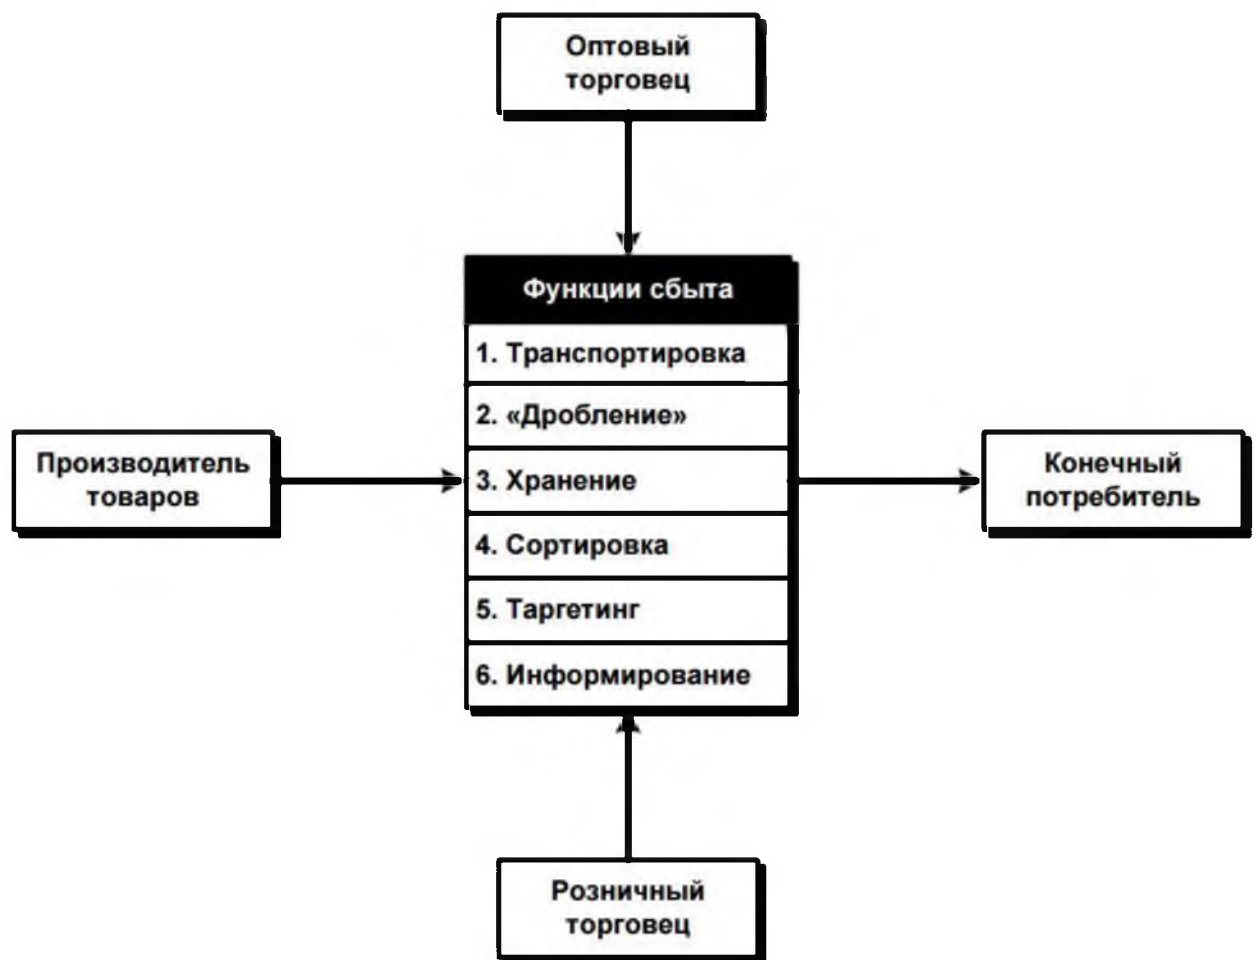 Оптовый
торговец
Функции сбыта
1. Транспортировка
2. «Дробление»
Производитель
товаров
3. Хранение
Конечный
потребитель
4. Сортировка
5. Таргетинг
6. Информирование
Розничный
торговец